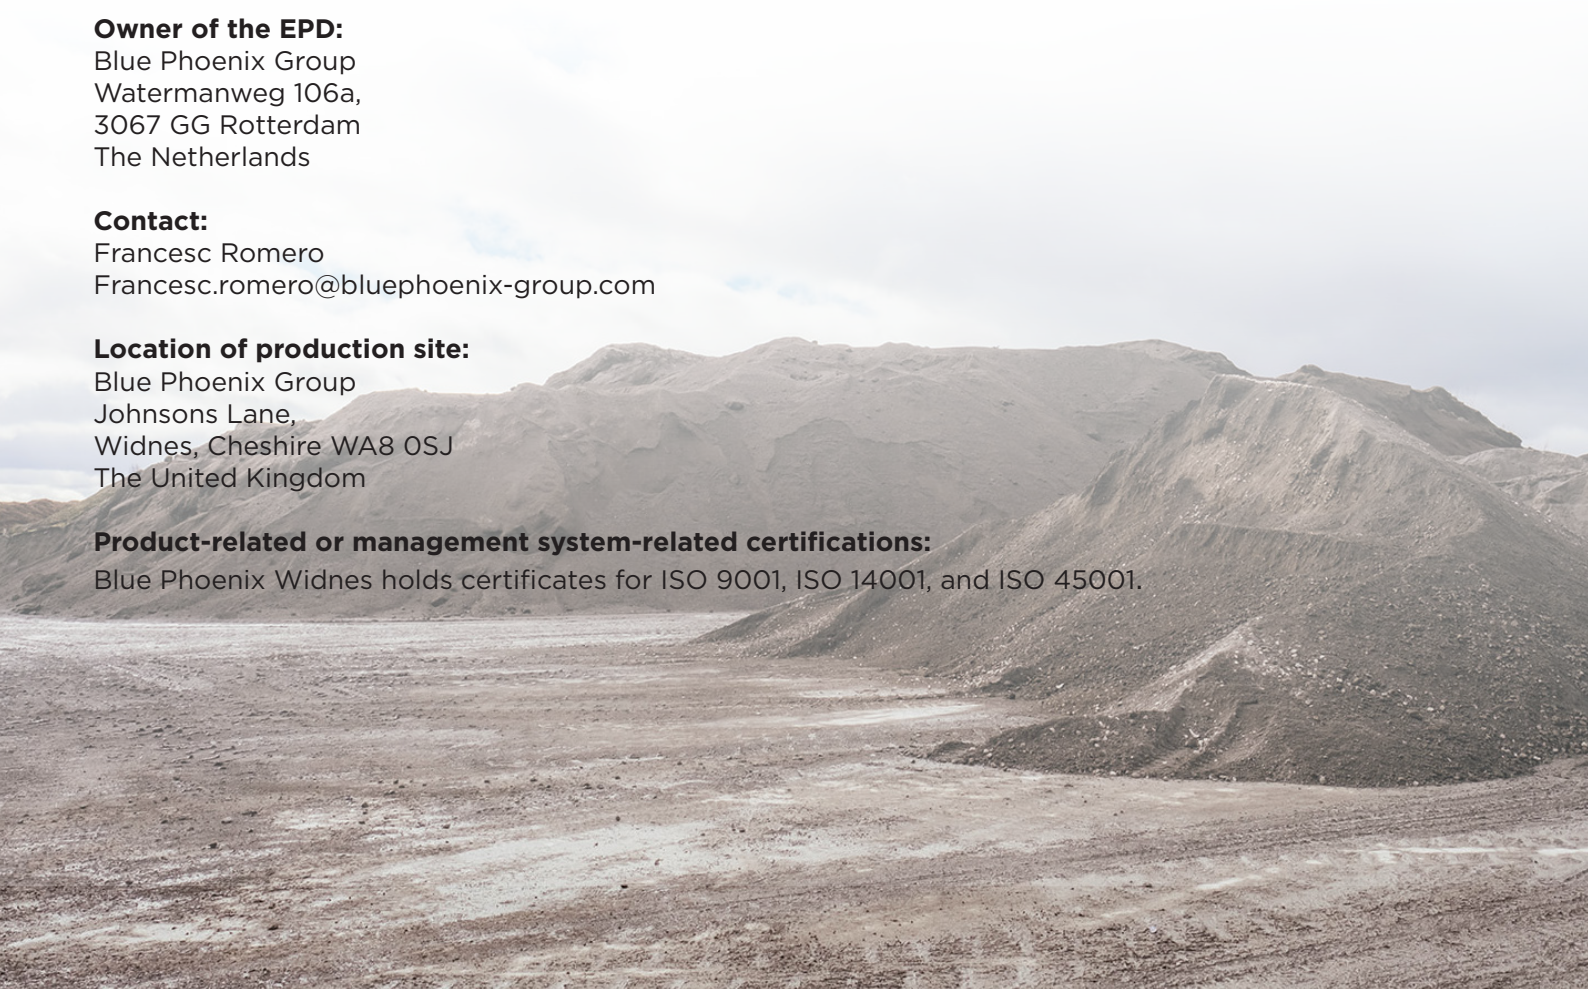 Owner of the EPD:
Blue Phoenix Group
Watermanweg 106a,
3067 GG Rotterdam
The Netherlands
Contact:
Francesc Romero
Francesc.romero@bluephoenix-group.com
Location of production site:
Blue Phoenix Group
Johnsons Lane,
Widnes, Cheshire WA8 0SJ
The United Kingdom
Product-related or management system-related certifications:
Blue Phoenix Widnes holds certificates for ISO 9001, ISO 14001, and ISO 45001.